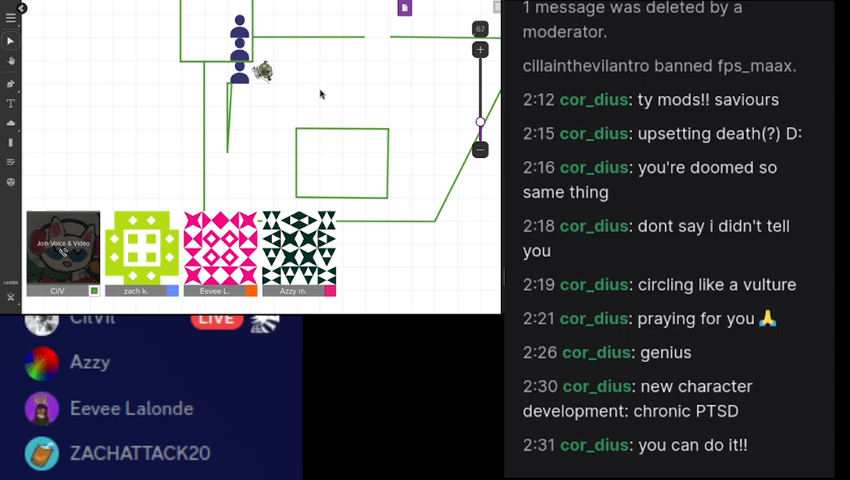 67
Join Voice & Video
CilV
zach k.
Eevee L.
Azzy m.
LAYERS
CilVil
LIVE
Azzy
Eevee Lalonde
ZACHATTACK20
1 message was deleted by a
moderator.
cillainthevilantro banned fps_maax.
2:12 cor_dius: ty mods!! saviours
2:15 cor_dius: upsetting death(?) D:
2:16 cor_dius: you're doomed so
same thing
2:18 cor_dius: dont say i didn't tell
you
2:19 cor_dius: circling like a vulture
2:21 cor_dius: praying for you 🙏
2:26 cor_dius: genius
2:30 cor_dius: new character
development: chronic PTSD
2:31 cor_dius: you can do it!!